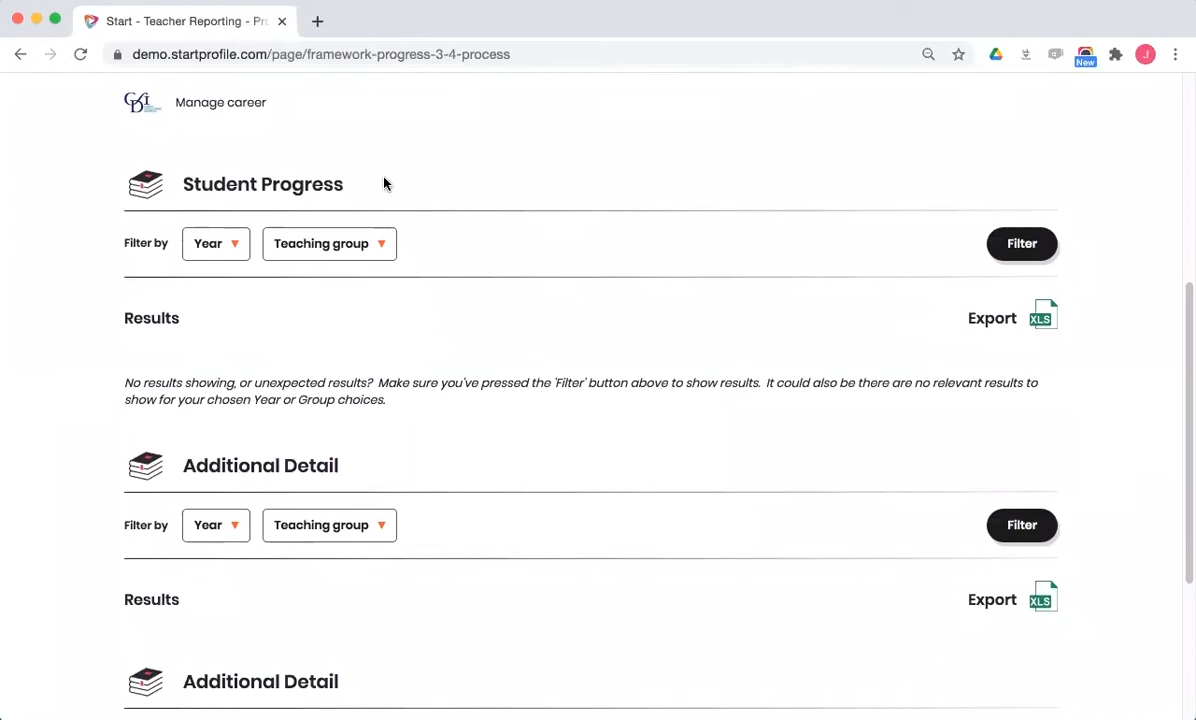 Start - Teacher Reporting - Pr
demo.startprofile.com/page/framework-progress-3-4-process
New
J
CDI
Manage career
Student Progress
Filter by Year Teaching group Filter
Results Export XLS
No results showing, or unexpected results? Make sure you've pressed the 'Filter' button above to show results. It could also be there are no relevant results to
show for your chosen Year or Group choices.
Additional Detail
Filter by Year Teaching group Filter
Results Export XLS
Additional Detail